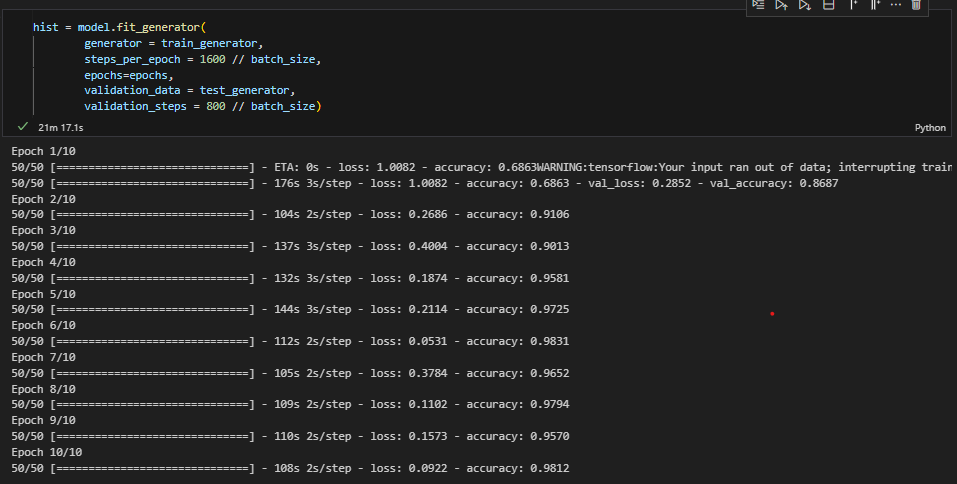 hist = model.fit_generator(
generator = train_generator,
steps_per_epoch = 1600 // batch_size,
epochs=epochs,
validation_data = test_generator,
validation_steps = 800 // batch_size)
21m 17.1s
Python
Epoch 1/10
50/50 [==============================] - ETA: 0s - loss: 1.0082 - accuracy: 0.6863WARNING:tensorflow:Your input ran out of data; interrupting train
50/50 [==============================] - 176s 3s/step - loss: 1.0082 - accuracy: 0.6863 - val_loss: 0.2852 - val_accuracy: 0.8687
Epoch 2/10
50/50 [==============================] - 104s 2s/step - loss: 0.2686 - accuracy: 0.9106
Epoch 3/10
50/50 [==============================] - 137s 3s/step - loss: 0.4004 - accuracy: 0.9013
Epoch 4/10
50/50 [==============================] - 132s 3s/step - loss: 0.1874 - accuracy: 0.9581
Epoch 5/10
50/50 [==============================] - 144s 3s/step - loss: 0.2114 - accuracy: 0.9725
Epoch 6/10
50/50 [==============================] - 112s 2s/step - loss: 0.0531 - accuracy: 0.9831
Epoch 7/10
50/50 [==============================] - 105s 2s/step - loss: 0.3784 - accuracy: 0.9652
Epoch 8/10
50/50 [==============================] - 109s 2s/step - loss: 0.1102 - accuracy: 0.9794
Epoch 9/10
50/50 [==============================] - 110s 2s/step - loss: 0.1573 - accuracy: 0.9570
Epoch 10/10
50/50 [==============================] - 108s 2s/step - loss: 0.0922 - accuracy: 0.9812